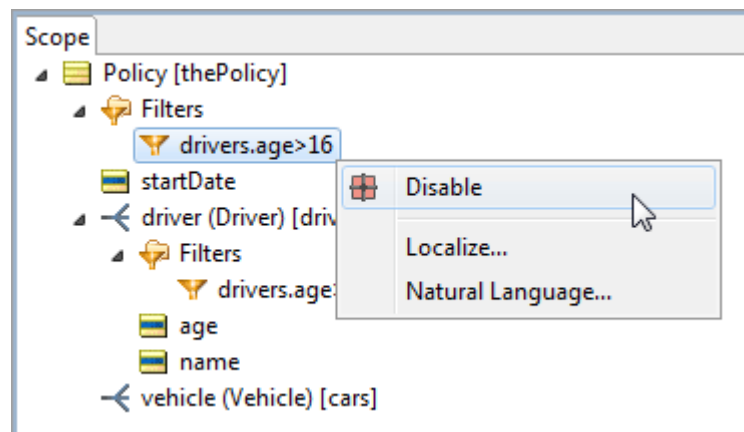 Scope
Policy [thePolicy]
Filters
drivers.age>16
startDate
Disable
driver (Driver) [driv
Localize...
Filters
Natural Language...
drivers.age
age
name
vehicle (Vehicle) [cars]